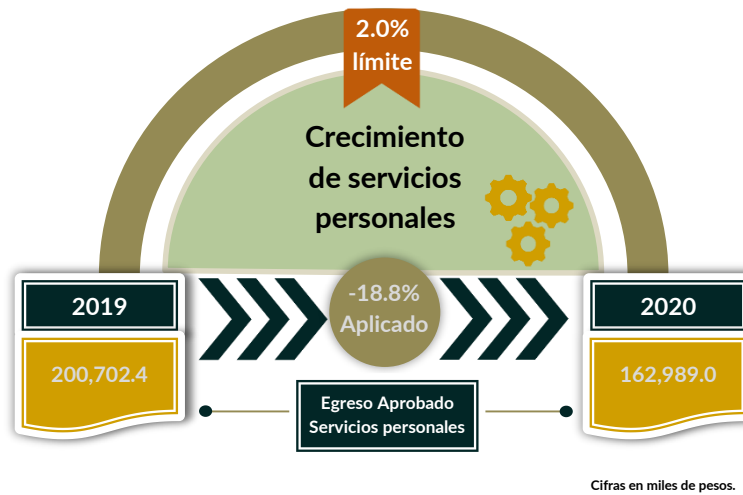 2.0%
límite
Crecimiento
de servicios
personales
-18.8%
Aplicado
2019
200,702.4
2020
162,989.0
Egreso Aprobado
Servicios personales
Cifras en miles de pesos.